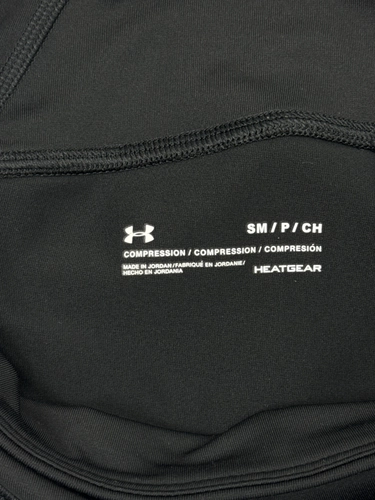 SM / P / CH
COMPRESSION / COMPRESSION / COMPRESIÓN
MADE IN JORDAN / FABRIQUÉ EN JORDANIE /
HECHO EN JORDANIA
HEATGEAR